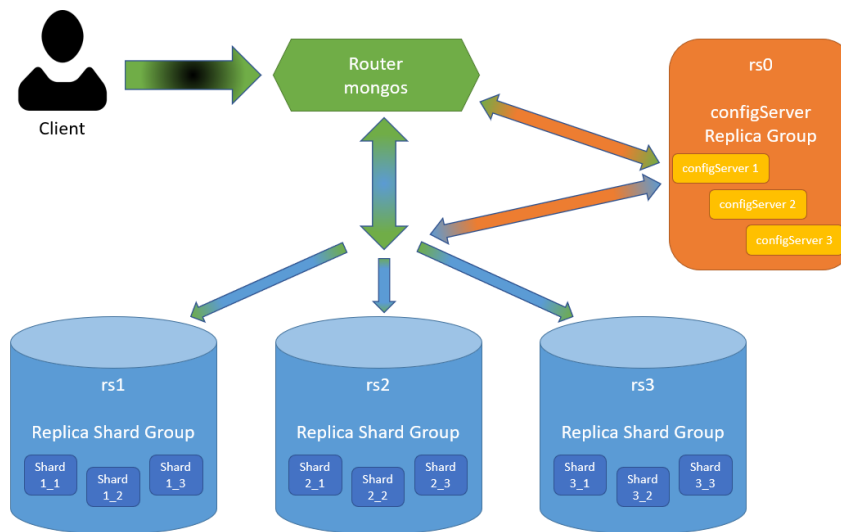 Client
Router
mongos
rs0
configServer
Replica Group
configServer 1
configServer 2
configServer 3
rs1
Replica Shard Group
Shard
1_1
Shard
1_2
Shard
1_3
rs2
Replica Shard Group
Shard
2_1
Shard
2_2
Shard
2_3
rs3
Replica Shard Group
Shard
3_1
Shard
3_2
Shard
3_3